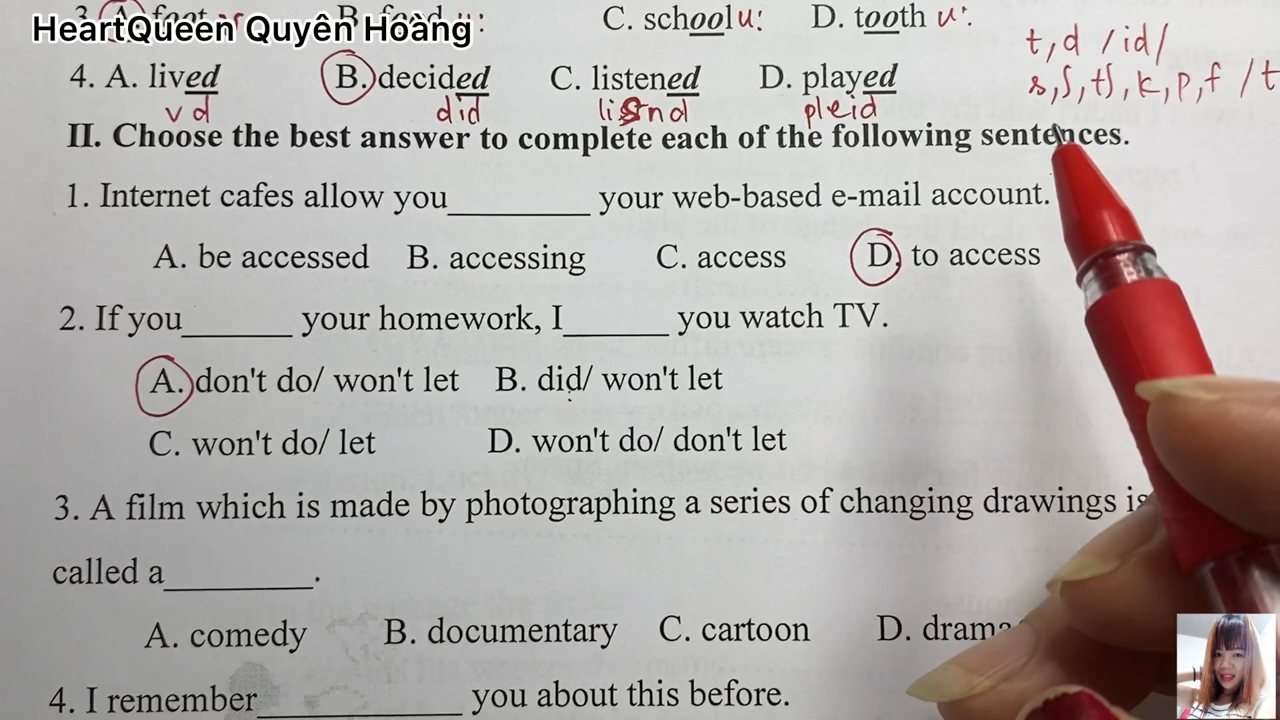 HeartQueen Quyên Hoàng
C. school u: D. tooth u:
t, d /id/
4. A. lived B. decided C. listened D. played
s, ʃ, tʃ, k, p, f /t
vd did lisnd pleid
II. Choose the best answer to complete each of the following sentences.
1. Internet cafes allow you_________ your web-based e-mail account.
A. be accessed B. accessing C. access D. to access
2. If you______ your homework, I______ you watch TV.
A. don't do/ won't let B. did/ won't let
C. won't do/ let D. won't do/ don't let
3. A film which is made by photographing a series of changing drawings is
called a_________.
A. comedy B. documentary C. cartoon D. drama
4. I remember____________ you about this before.